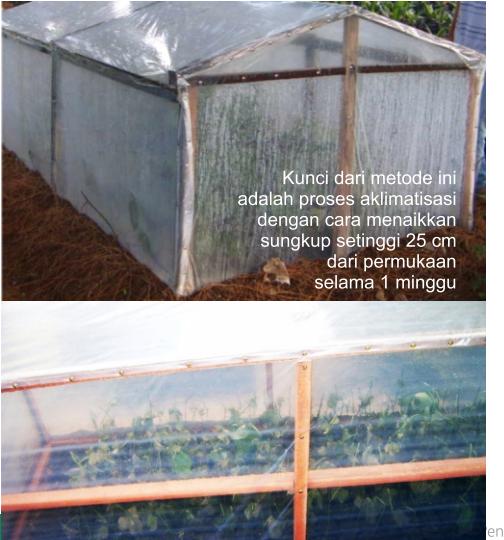 Kunci dari metode ini
adalah proses aklimatisasi
dengan cara menaikkan
sungkup setinggi 25 cm
dari permukaan
selama 1 minggu